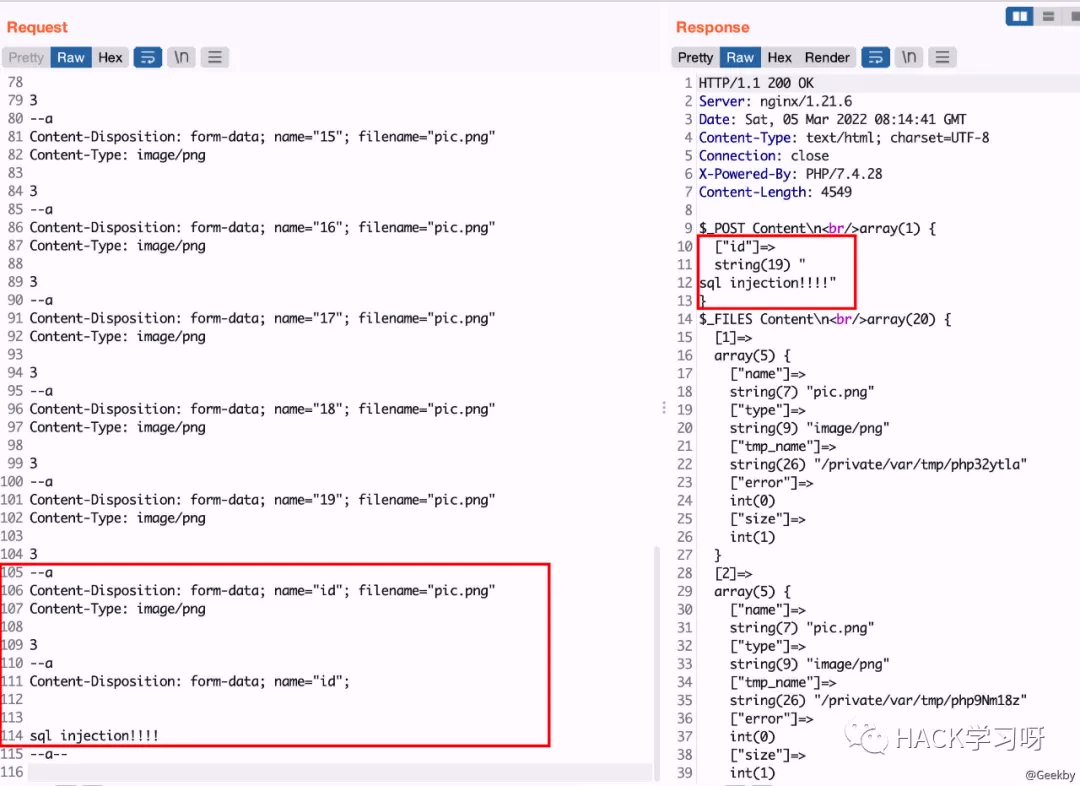 Request
Pretty Raw Hex \n
78
79 3
80 --a
81 Content-Disposition: form-data; name="15"; filename="pic.png"
82 Content-Type: image/png
83
84 3
85 --a
86 Content-Disposition: form-data; name="16"; filename="pic.png"
87 Content-Type: image/png
88
89 3
90 --a
91 Content-Disposition: form-data; name="17"; filename="pic.png"
92 Content-Type: image/png
93
94 3
95 --a
96 Content-Disposition: form-data; name="18"; filename="pic.png"
97 Content-Type: image/png
98
99 3
100 --a
101 Content-Disposition: form-data; name="19"; filename="pic.png"
102 Content-Type: image/png
103
104 3
105 --a
106 Content-Disposition: form-data; name="id"; filename="pic.png"
107 Content-Type: image/png
108
109 3
110 --a
111 Content-Disposition: form-data; name="id";
112
113
114 sql injection!!!!
115 --a--
116
Response
Pretty Raw Hex Render \n
1 HTTP/1.1 200 OK
2 Server: nginx/1.21.6
3 Date: Sat, 05 Mar 2022 08:14:41 GMT
4 Content-Type: text/html; charset=UTF-8
5 Connection: close
6 X-Powered-By: PHP/7.4.28
7 Content-Length: 4549
8
9 $_POST Content\n<br/>array(1) {
10 ["id"]=>
11 string(19) "
12 sql injection!!!!"
13 }
14 $_FILES Content\n<br/>array(20) {
15 [1]=>
16 array(5) {
17 ["name"]=>
18 string(7) "pic.png"
19 ["type"]=>
20 string(9) "image/png"
21 ["tmp_name"]=>
22 string(26) "/private/var/tmp/php32ytla"
23 ["error"]=>
24 int(0)
25 ["size"]=>
26 int(1)
27 }
28 [2]=>
29 array(5) {
30 ["name"]=>
31 string(7) "pic.png"
32 ["type"]=>
33 string(9) "image/png"
34 ["tmp_name"]=>
35 string(26) "/private/var/tmp/php9Nm18z"
36 ["error"]=>
37 int(0)
38 ["size"]=>
39 int(1)
HACK学习呀
@Geekby